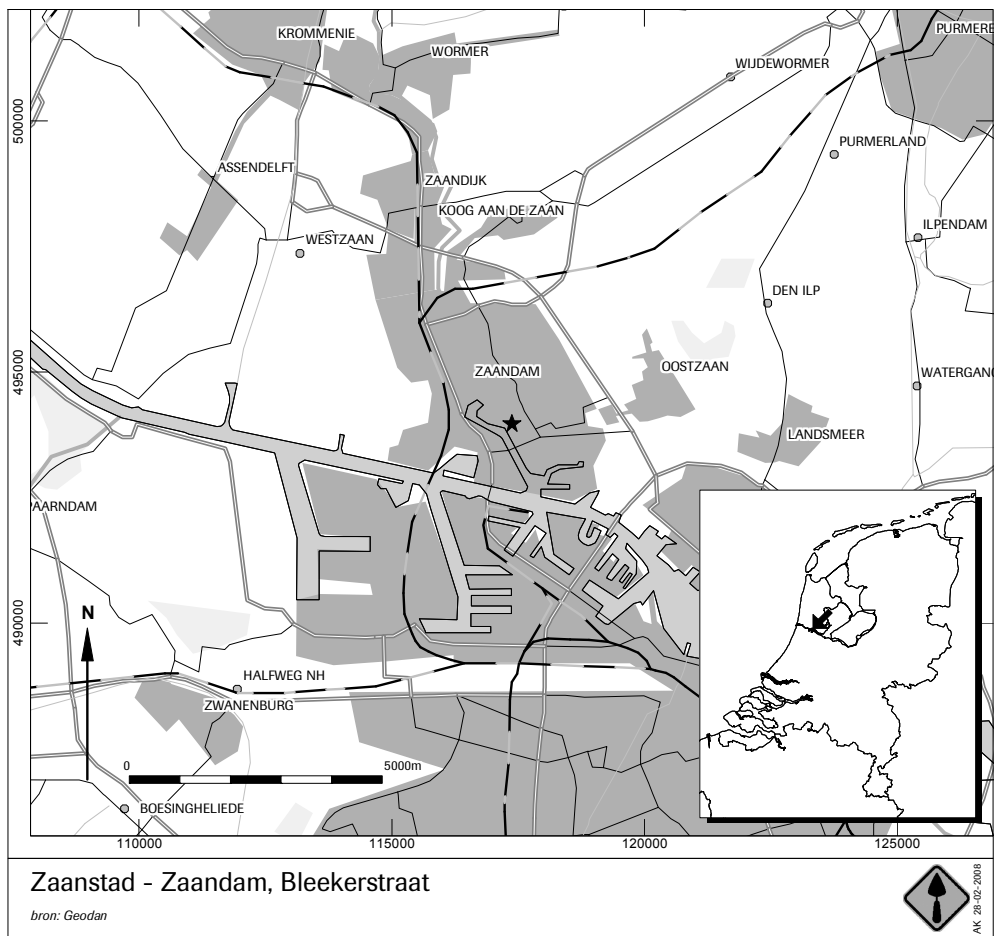 KROMMENIE
WORMER
PURMERE
WIJDEWORMER
500000
PURMERLAND
ASSENDELFT
ZAANDIJK
KOOG AAN DE ZAAN
ILPENDAM
WESTZAAN
DEN ILP
495000
ZAANDAM
OOSTZAAN
WATERGANG
LANDSMEER
PAARNDAM
490000
N
HALFWEG NH
ZWANENBURG
0
5000m
BOESINGHELIEDE
110000
115000
120000
125000
Zaanstad - Zaandam, Bleekerstraat
bron: Geodan
AK 28-02-2008